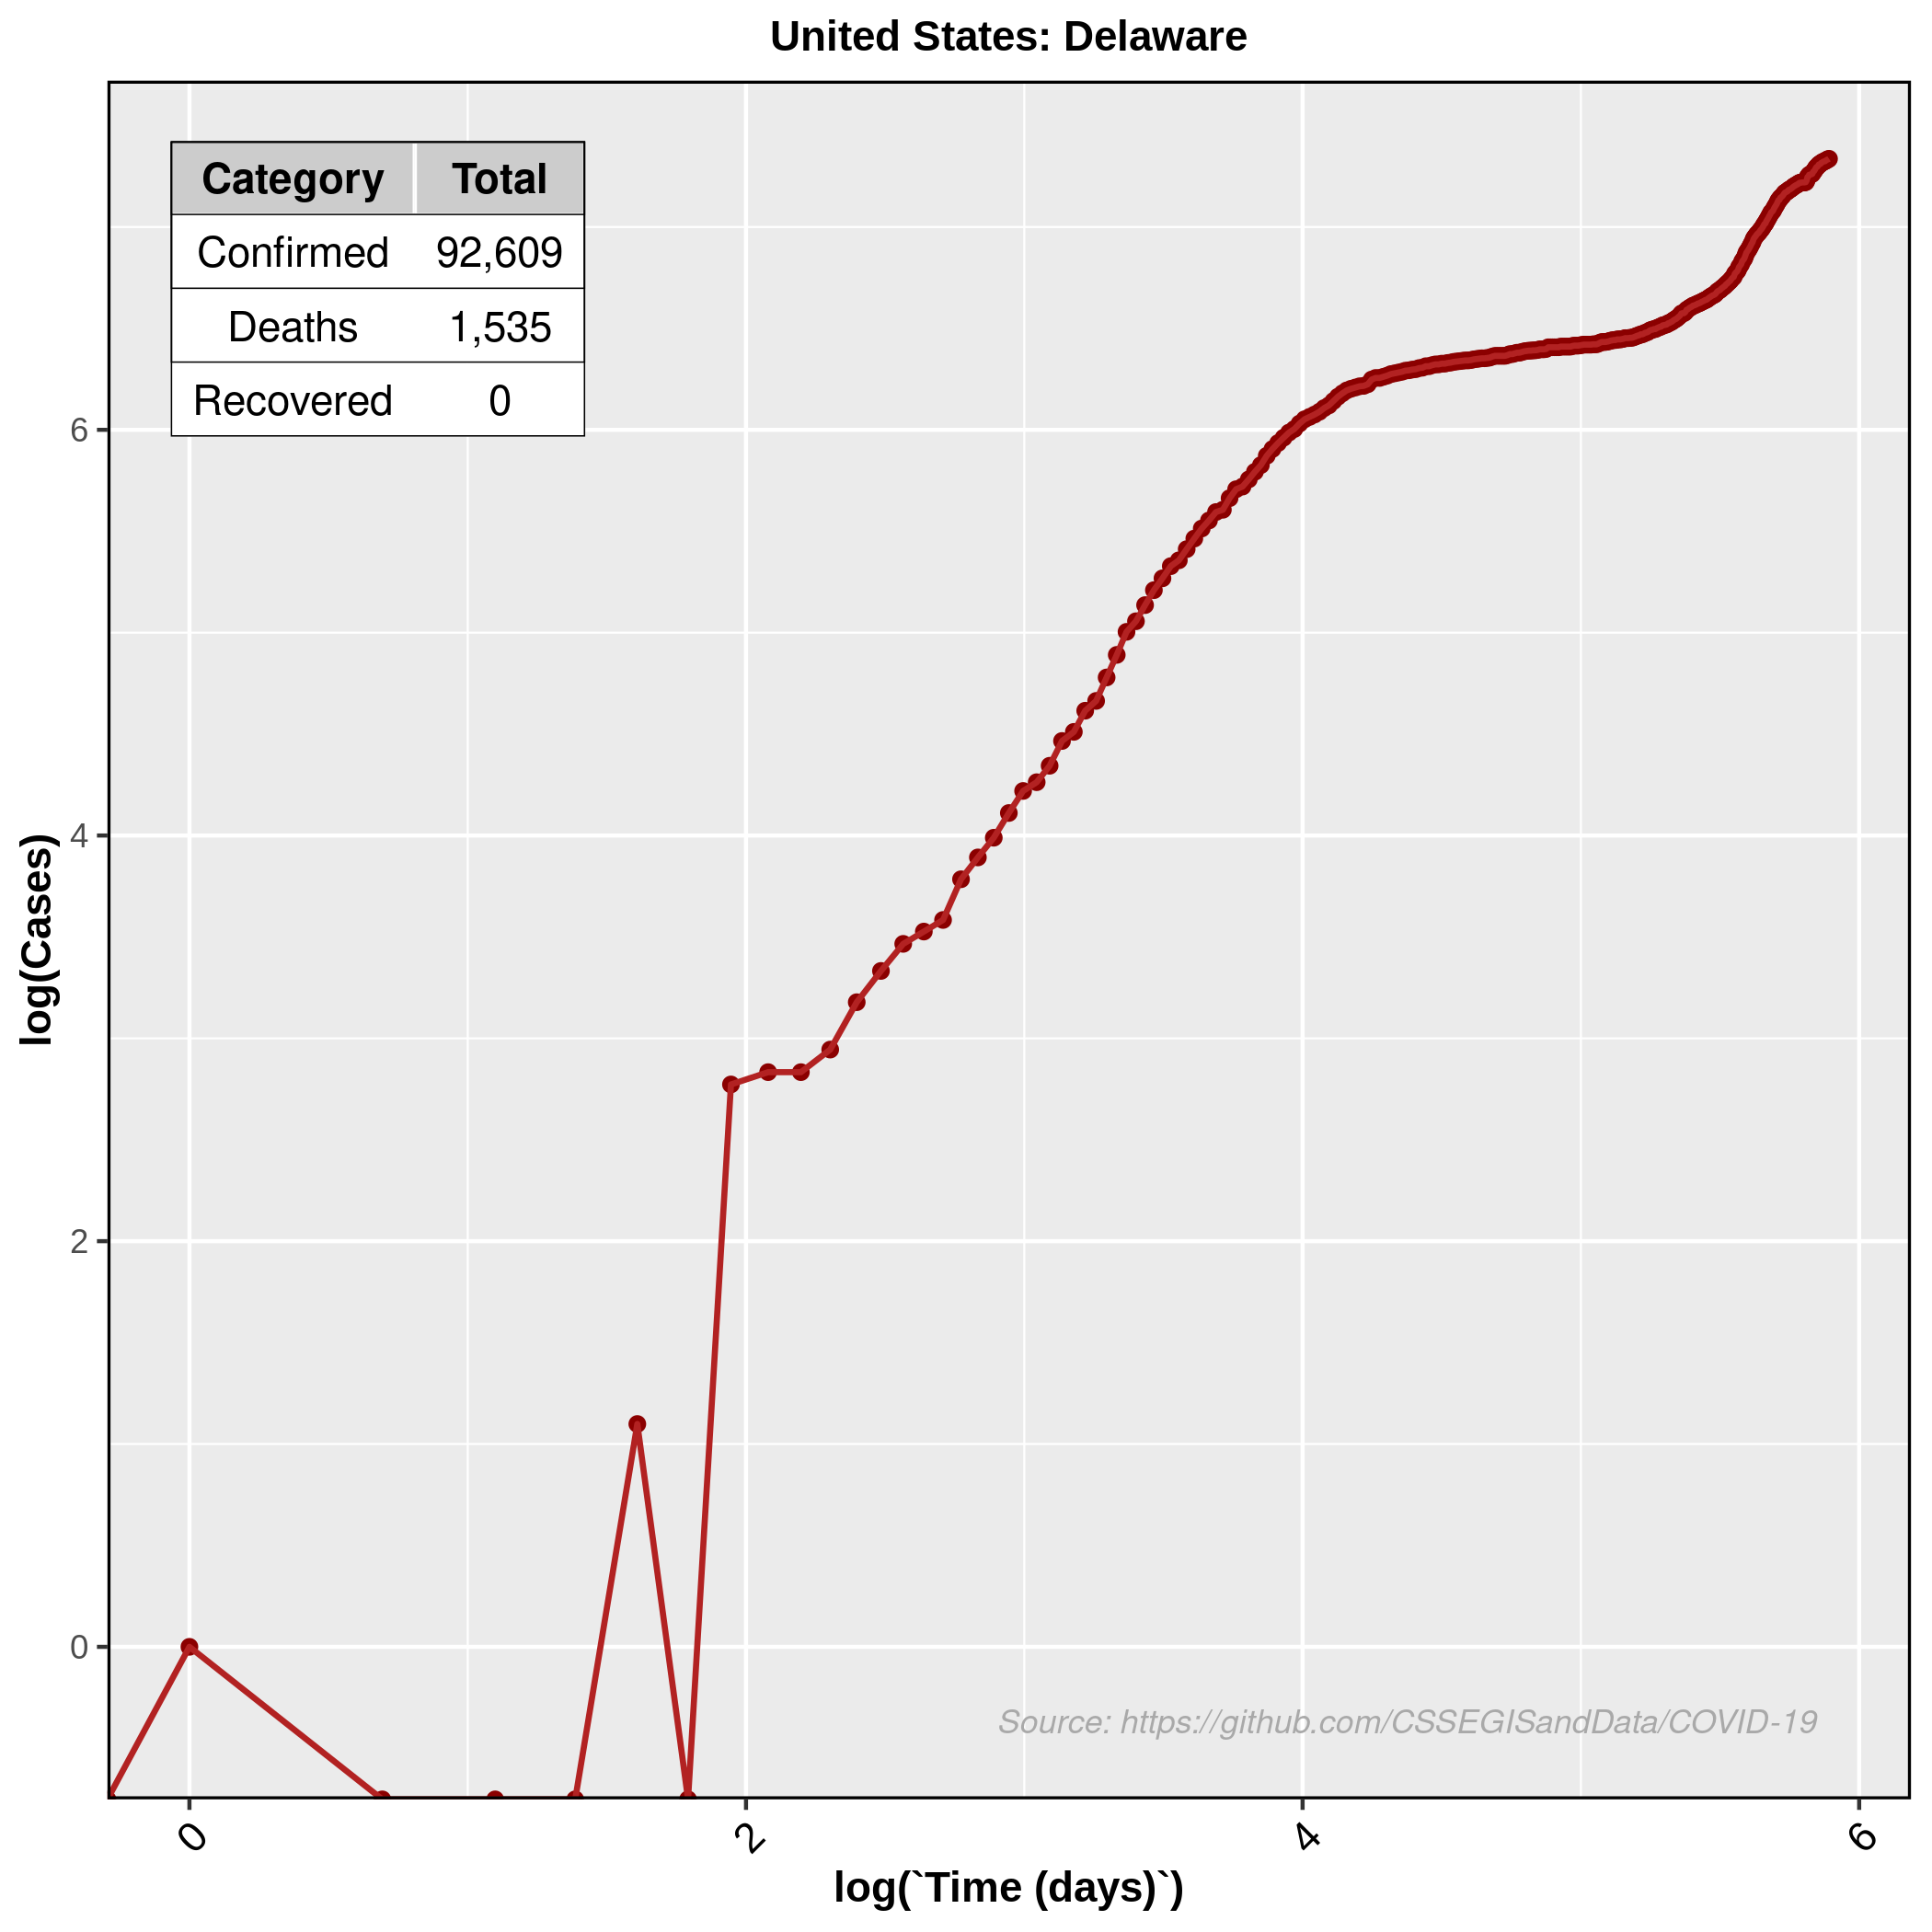 United States: Delaware
Category Total
Confirmed 92,609
Deaths 1,535
Recovered 0
6
4
2
0
log(Cases)
Source: https://github.com/CSSEGISandData/COVID-19
0 2 4 6
log(`Time (days)`)